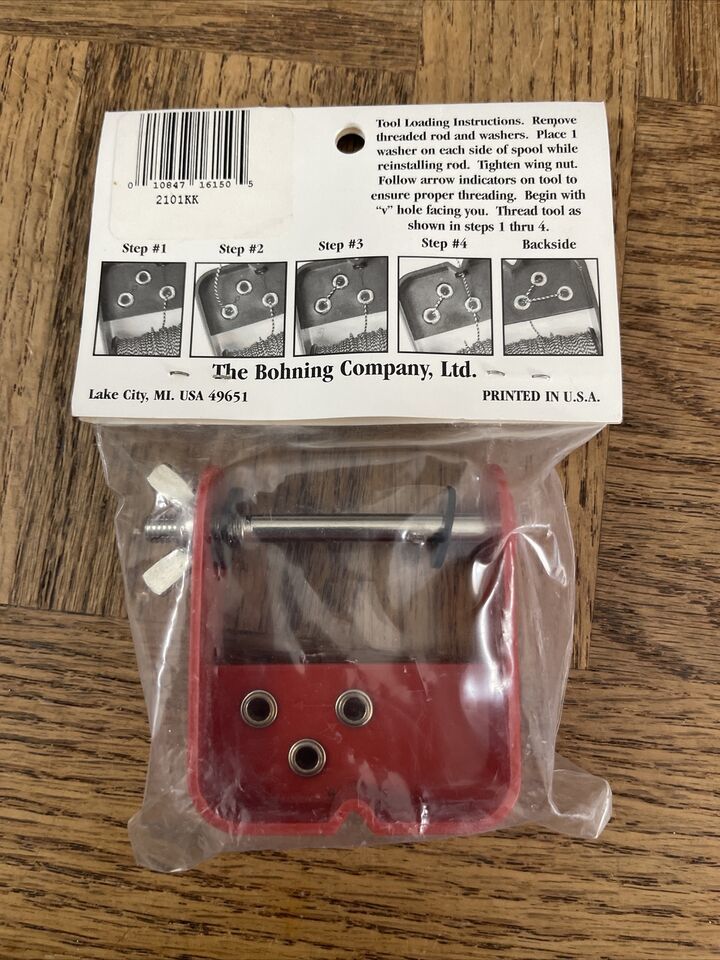 0 10847 16150 5
2101KK
Tool Loading Instructions. Remove
threaded rod and washers. Place 1
washer on each side of spool while
reinstalling rod. Tighten wing nut.
Follow arrow indicators on tool to
ensure proper threading. Begin with
“v” hole facing you. Thread tool as
shown in steps 1 thru 4.
Step #1 Step #2 Step #3 Step #4 Backside
The Bohning Company, Ltd.
Lake City, MI. USA 49651 PRINTED IN U.S.A.